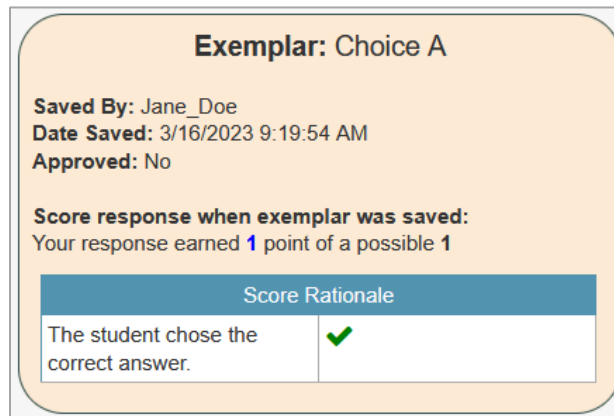 Exemplar: Choice A
Saved By: Jane_Doe
Date Saved: 3/16/2023 9:19:54 AM
Approved: No
Score response when exemplar was saved:
Your response earned 1 point of a possible 1
Score Rationale
The student chose the
correct answer.